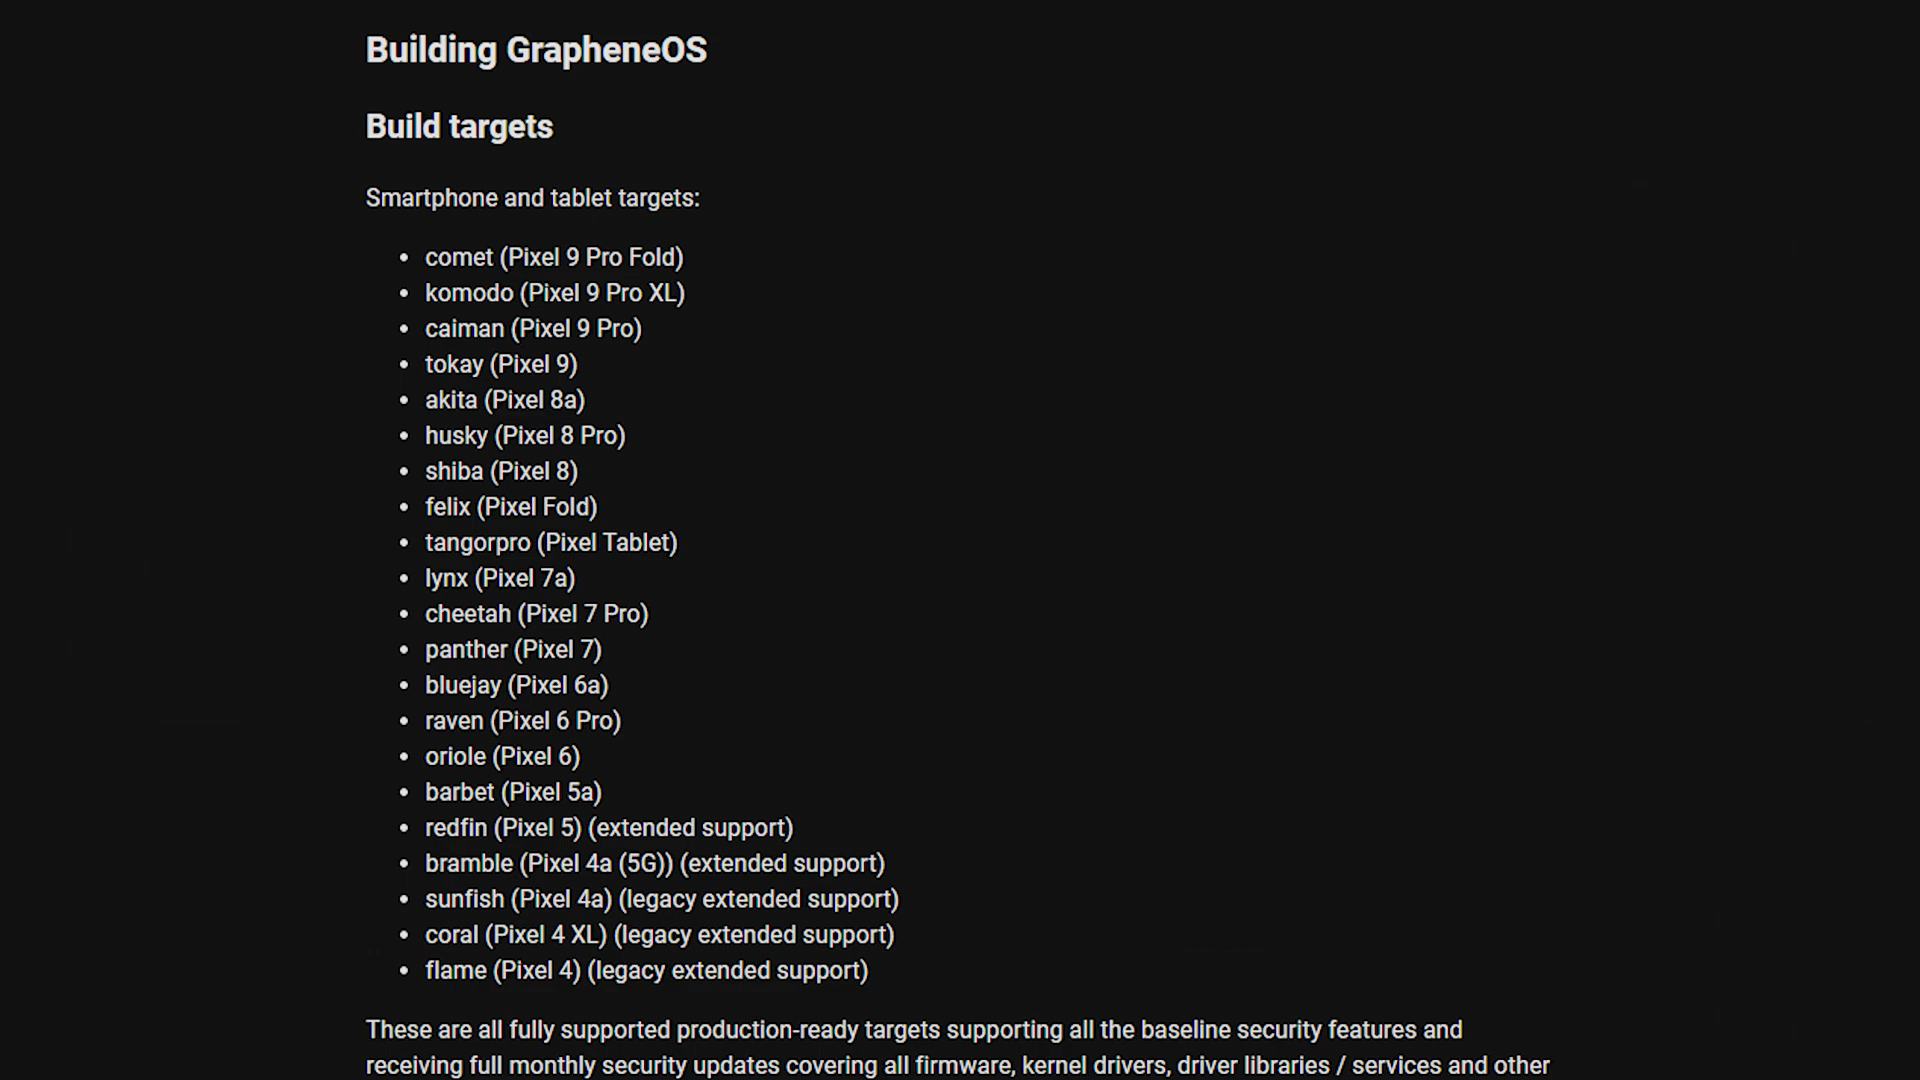 Building GrapheneOS
Build targets
Smartphone and tablet targets:
• comet (Pixel 9 Pro Fold)
• komodo (Pixel 9 Pro XL)
• caiman (Pixel 9 Pro)
• tokay (Pixel 9)
• akita (Pixel 8a)
• husky (Pixel 8 Pro)
• shiba (Pixel 8)
• felix (Pixel Fold)
• tangorpro (Pixel Tablet)
• lynx (Pixel 7a)
• cheetah (Pixel 7 Pro)
• panther (Pixel 7)
• bluejay (Pixel 6a)
• raven (Pixel 6 Pro)
• oriole (Pixel 6)
• barbet (Pixel 5a)
• redfin (Pixel 5) (extended support)
• bramble (Pixel 4a (5G)) (extended support)
• sunfish (Pixel 4a) (legacy extended support)
• coral (Pixel 4 XL) (legacy extended support)
• flame (Pixel 4) (legacy extended support)
These are all fully supported production-ready targets supporting all the baseline security features and
receiving full monthly security updates covering all firmware, kernel drivers, driver libraries / services and other